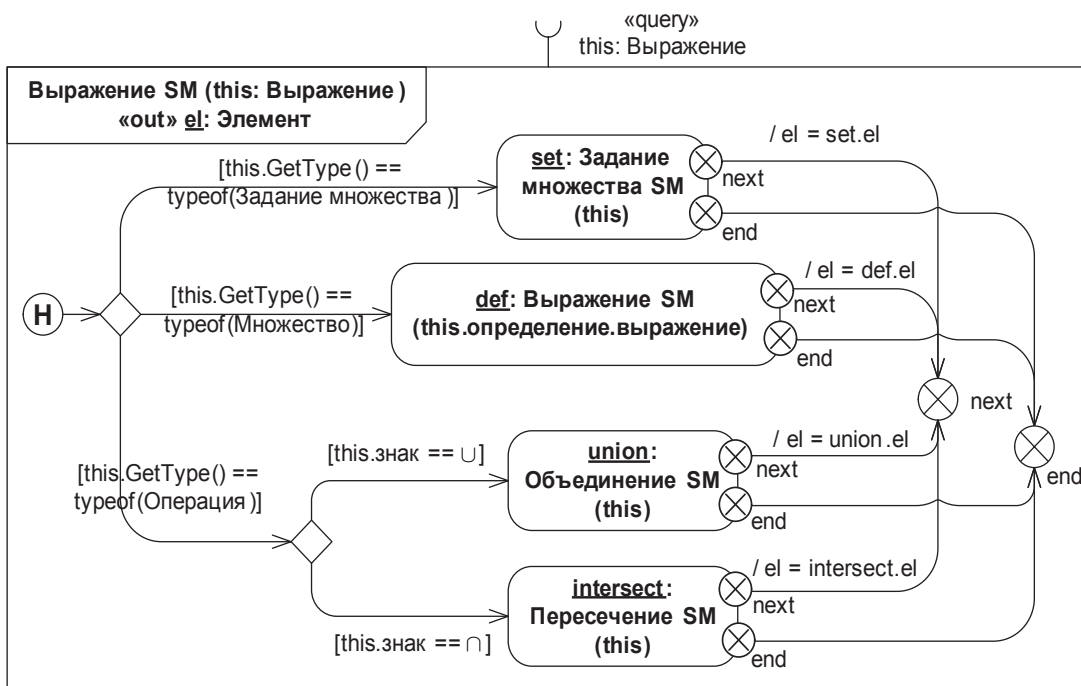 «query»
this: Выражение
Выражение SM (this: Выражение )
«out» el: Элемент
[this.GetType() ==
typeof(Задание множества )]
set: Задание
множества SM
(this)
/ el = set.el
next
end
H
[this.GetType() ==
typeof(Множество)]
def: Выражение SM
(this.определение.выражение)
/ el = def.el
next
end
next
end
[this.GetType() ==
typeof(Операция )]
[this.знак == ∪]
union:
Объединение SM
(this)
/ el = union .el
next
end
[this.знак == ∩]
intersect:
Пересечение SM
(this)
/ el = intersect.el
next
end